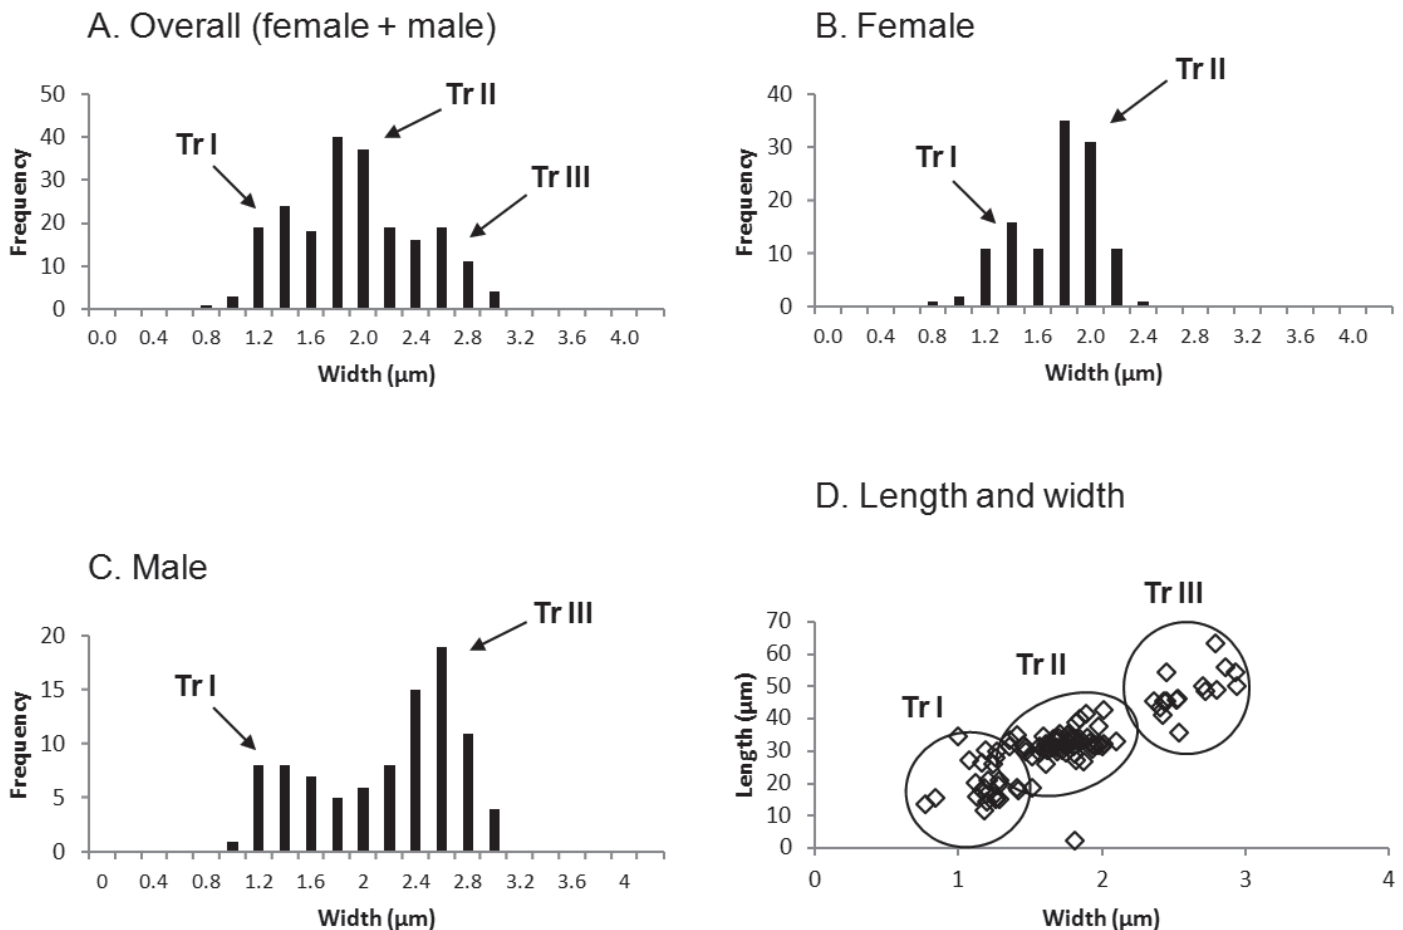 A. Overall (female + male)
Tr I
Tr II
Tr III
Frequency
50
40
30
20
10
0
0.0 0.4 0.8 1.2 1.6 2.0 2.4 2.8 3.2 3.6 4.0
Width (μm)
B. Female
Tr I
Tr II
Frequency
40
30
20
10
0
0.0 0.4 0.8 1.2 1.6 2.0 2.4 2.8 3.2 3.6 4.0
Width (μm)
C. Male
Tr I
Tr III
Frequency
20
15
10
5
0
0 0.4 0.8 1.2 1.6 2 2.4 2.8 3.2 3.6 4
Width (μm)
D. Length and width
Tr I
Tr II
Tr III
Length (μm)
70
60
50
40
30
20
10
0
0 1 2 3 4
Width (μm)